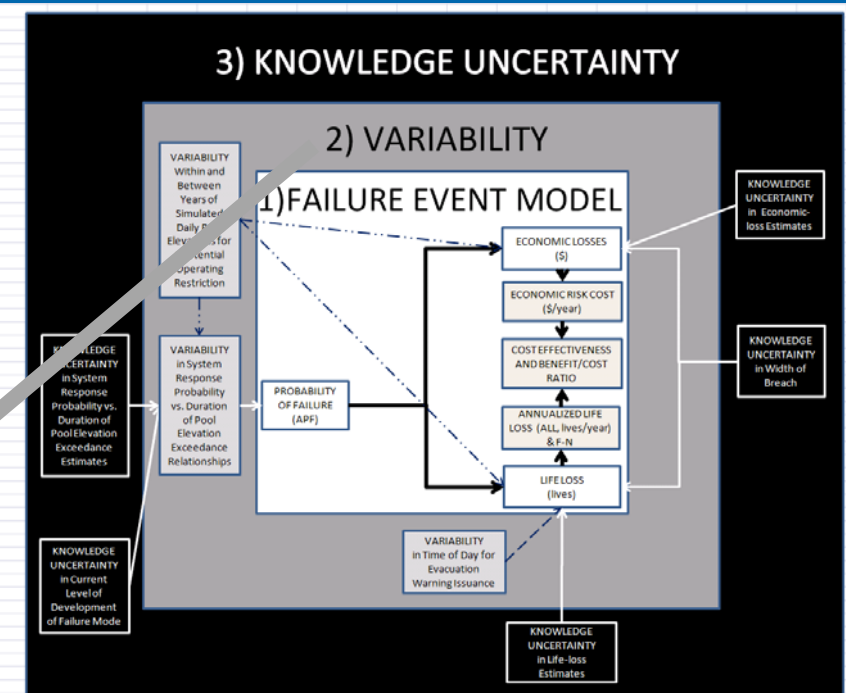 3) KNOWLEDGE UNCERTAINTY
2) VARIABILITY
1)FAILURE EVENT MODEL
VARIABILITY
Within and
Between
Years of
Simulated
Daily
for
Operating
Restriction
KNOWLEDGE
UNCERTAINTY
in System
Response
Probability vs.
Duration of
Pool Elevation
Exceedance
Estimates
VARIABILITY
in System
Response
Probability
vs. Duration
of Pool
Elevation
Exceedance
Relationships
PROBABILITY
OF FAILURE
(APF)
ECONOMIC LOSSES
($)
ECONOMIC RISK COST
($/year)
COST EFFECTIVENESS
AND BENEFIT/COST
RATIO
ANNUALIZED LIFE
LOSS (ALL, lives/year)
& F-N
LIFE LOSS
(lives)
KNOWLEDGE
UNCERTAINTY
in Economic-
loss Estimates
KNOWLEDGE
UNCERTAINTY
in Width of
Breach
KNOWLEDGE
UNCERTAINTY
in Current
Level of
Development
of Failure Mode
VARIABILITY
in Time of Day for
Evacuation
Warning Issuance
KNOWLEDGE
UNCERTAINTY
in Life-loss
Estimates